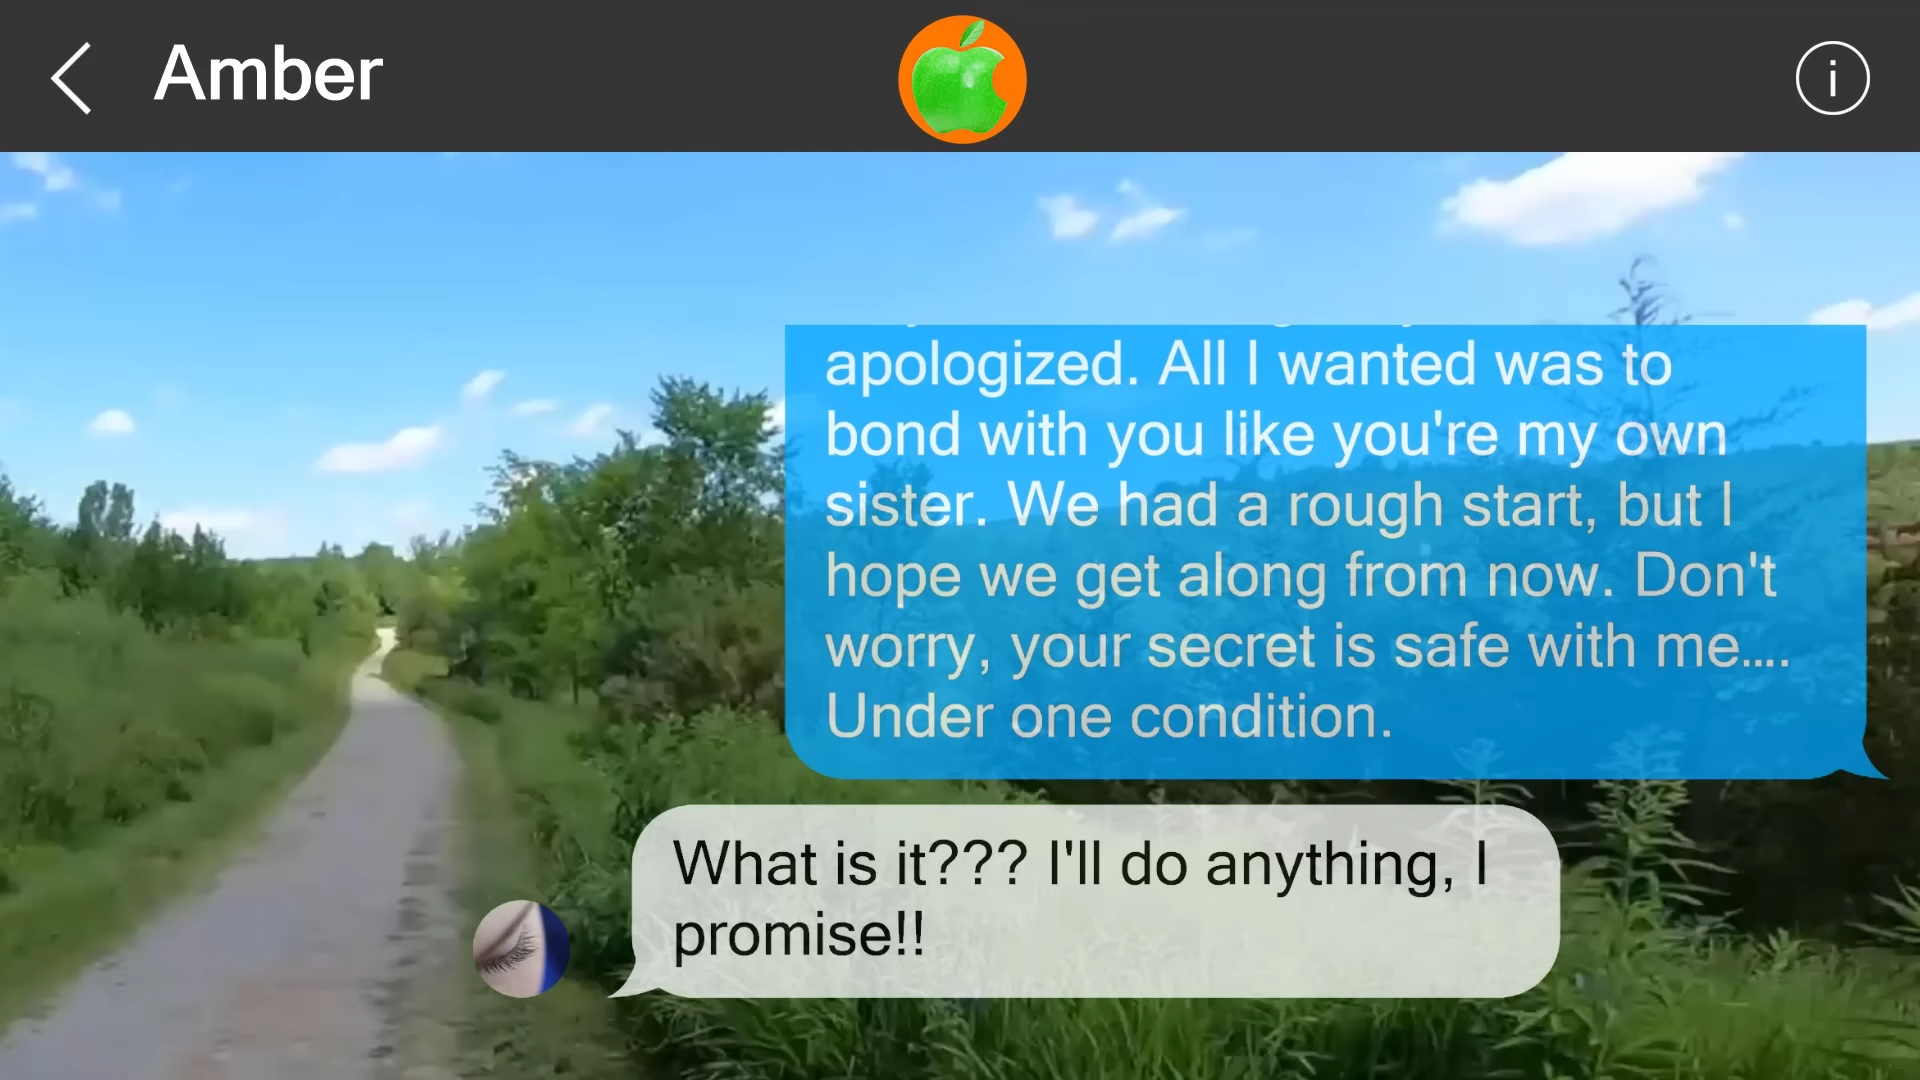 Amber
i
apologized. All I wanted was to
bond with you like you're my own
sister. We had a rough start, but I
hope we get along from now. Don't
worry, your secret is safe with me....
Under one condition.
What is it??? I'll do anything, I
promise!!